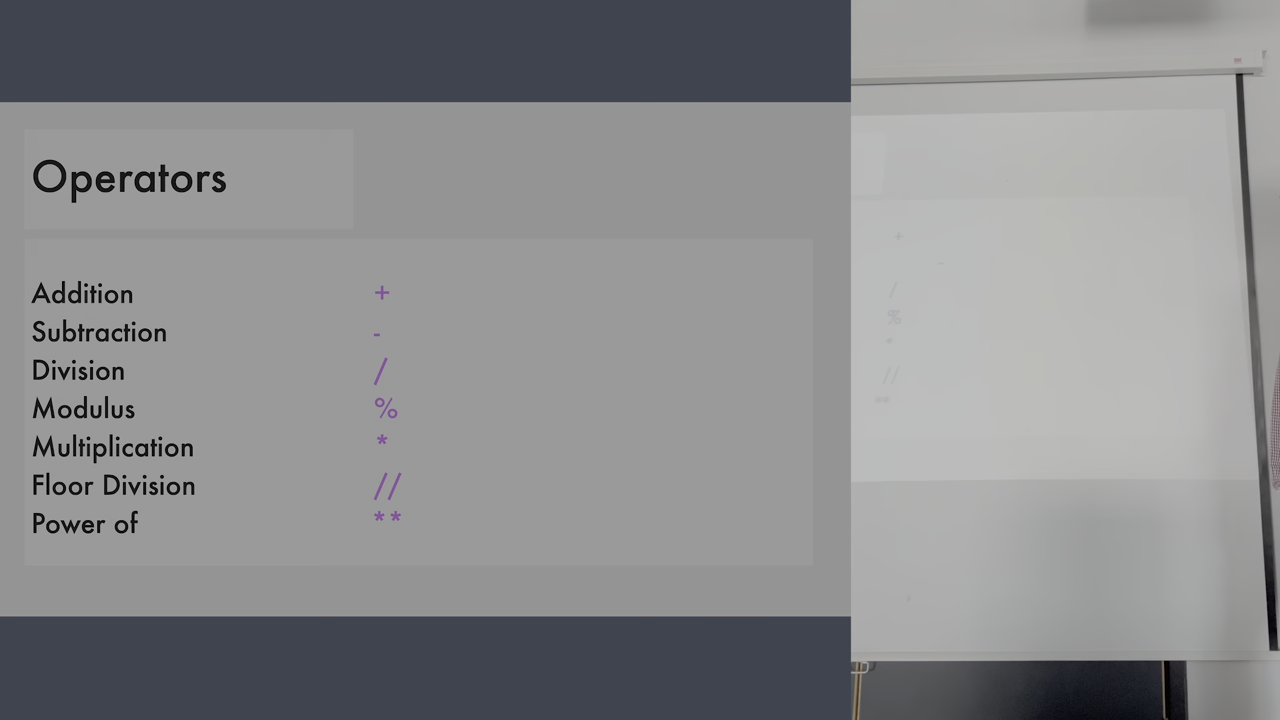 Operators
Addition +
Subtraction -
Division /
Modulus %
Multiplication *
Floor Division //
Power of **
+
-
/
%
*
//
**